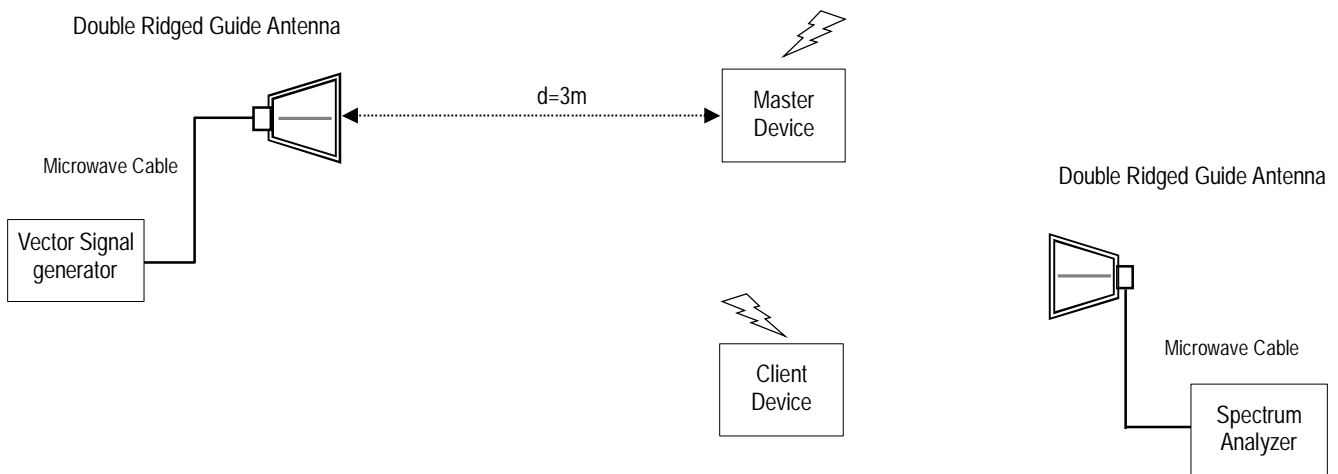 Double Ridged Guide Antenna
d=3m
Master
Device
Microwave Cable
Double Ridged Guide Antenna
Vector Signal
generator
Client
Device
Microwave Cable
Spectrum
Analyzer